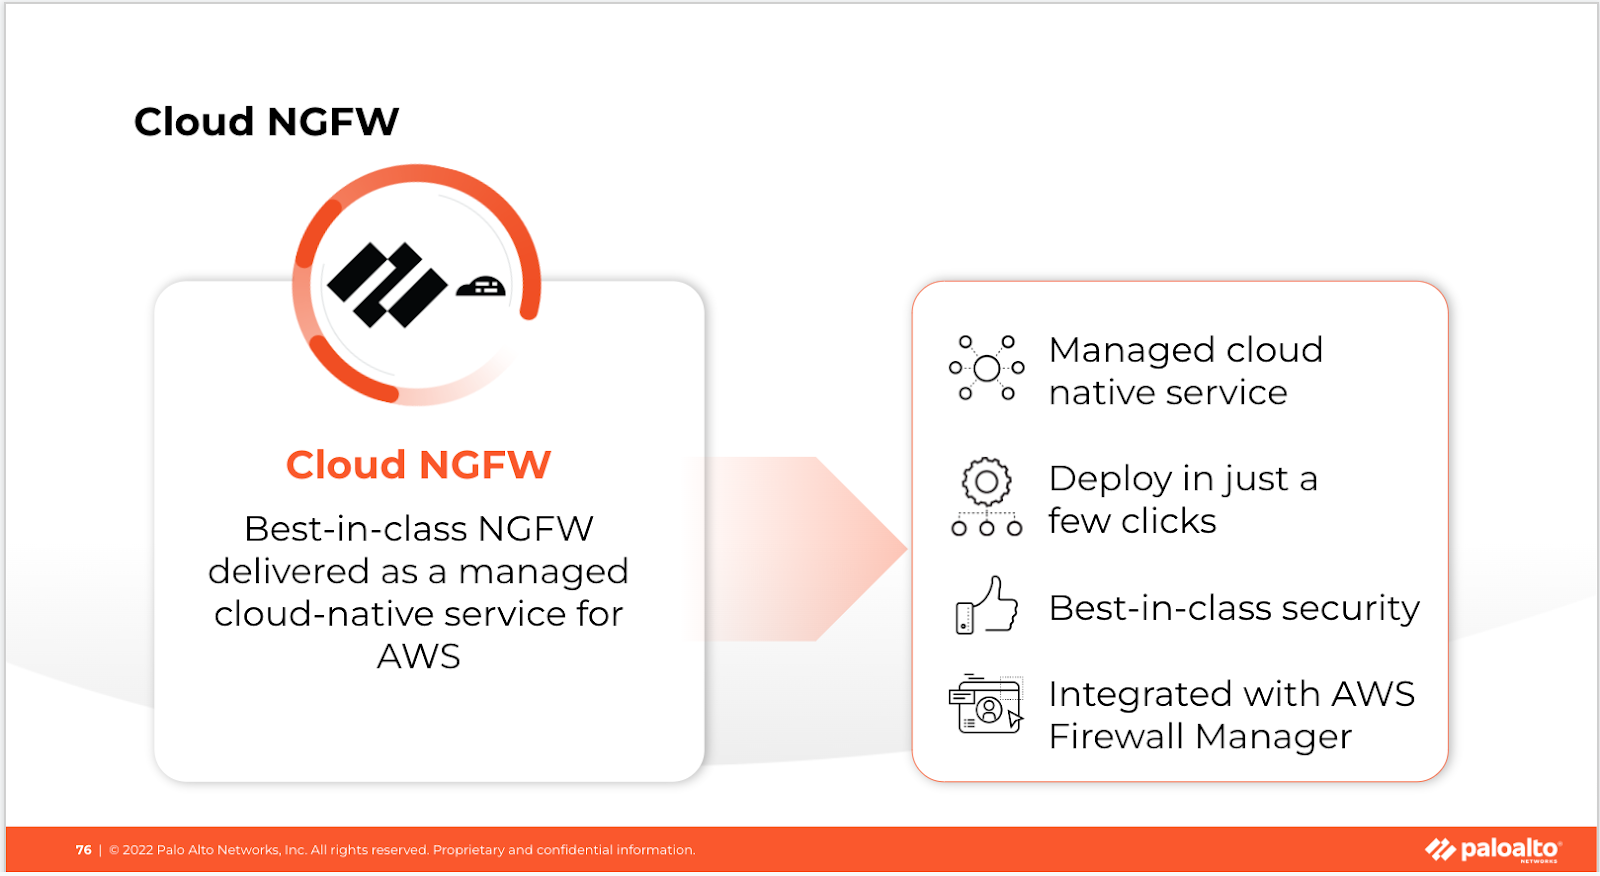 Cloud NGFW
Cloud NGFW
Best-in-class NGFW
delivered as a managed
cloud-native service for
AWS
Managed cloud
native service
Deploy in just a
few clicks
Best-in-class security
Integrated with AWS
Firewall Manager
76 | © 2022 Palo Alto Networks, Inc. All rights reserved. Proprietary and confidential information.
paloalto®
NETWORKS